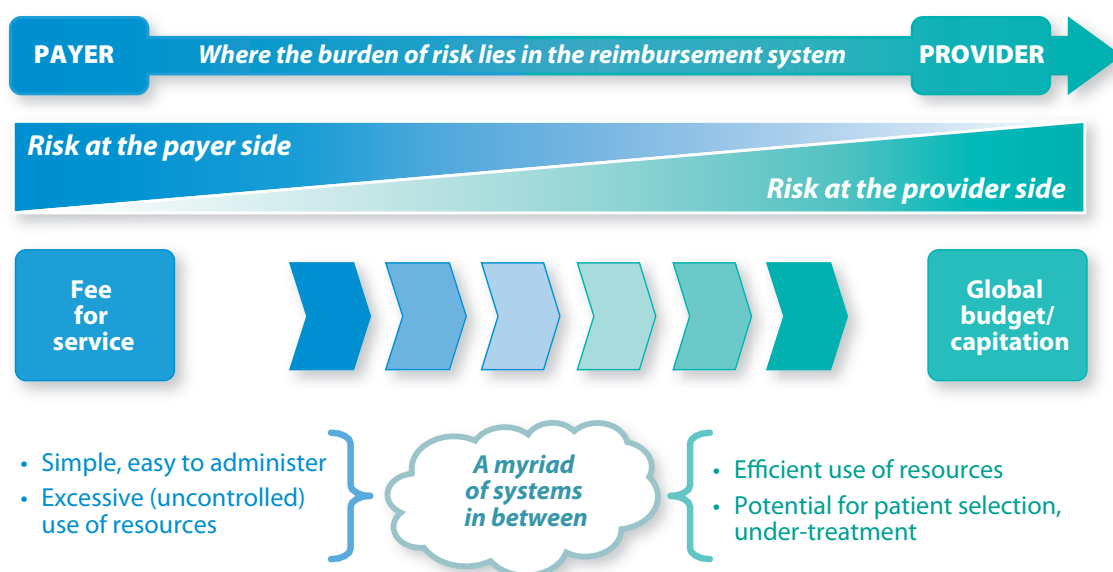 PAYER
Where the burden of risk lies in the reimbursement system
PROVIDER
Risk at the payer side
Risk at the provider side
Fee
for
service
Global
budget/
capitation
• Simple, easy to administer
• Excessive (uncontrolled)
use of resources
A myriad
of systems
in between
• Efficient use of resources
• Potential for patient selection,
under-treatment